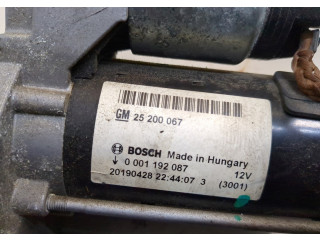 GM 25 200 067
BOSCH Made in Hungary
0 001 192 087 12V
20190428 22:44:07 3 (3001)